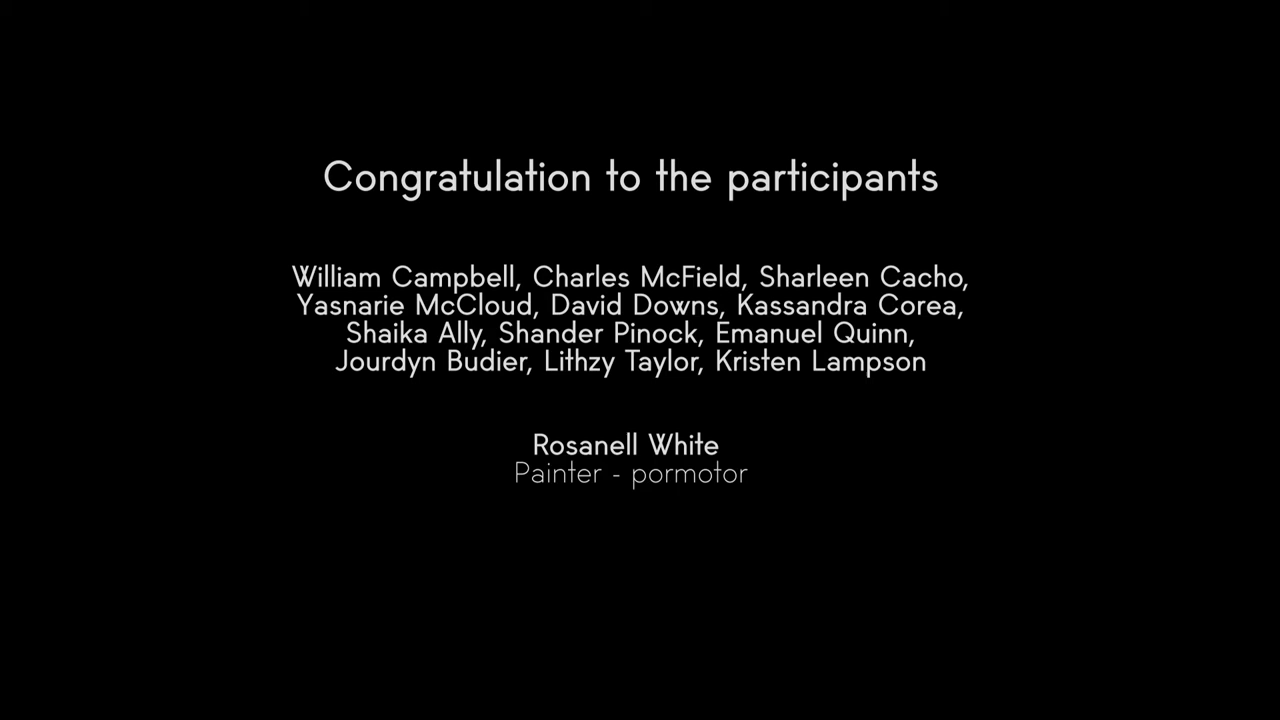 Congratulation to the participants
William Campbell, Charles McField, Sharleen Cacho,
Yasnarie McCloud, David Downs, Kassandra Corea,
Shaika Ally, Shander Pinock, Emanuel Quinn,
Jourdyn Budier, Lithzy Taylor, Kristen Lampson
Rosanell White
Painter - pormotor